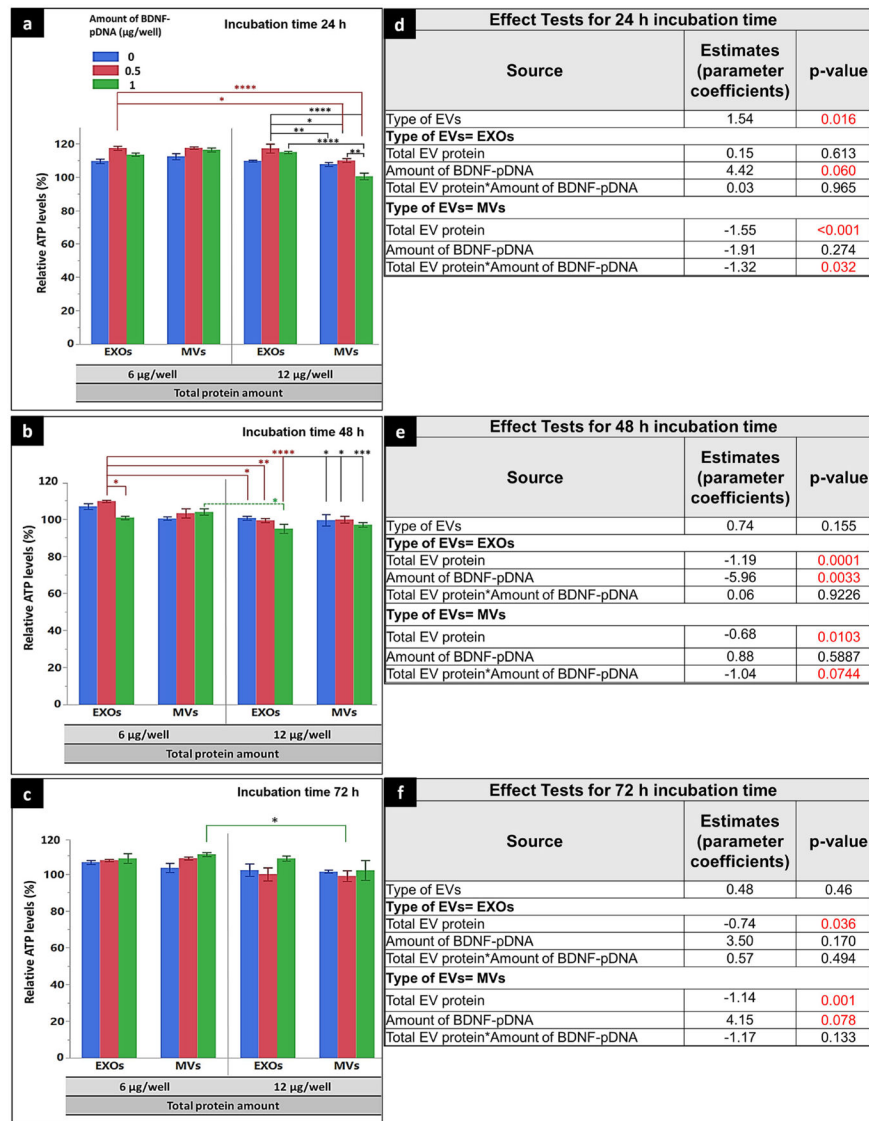 a
Amount of BDNF-
pDNA (µg/well)
Incubation time 24 h
0
0.5
1
****
*
****
*
**
****
**
Relative ATP levels (%)
120
100
80
60
40
20
0
EXOs MVs EXOs MVs
6 µg/well 12 µg/well
Total protein amount
d Effect Tests for 24 h incubation time
Source Estimates (parameter coefficients) p-value
Type of EVs 1.54 0.016
Type of EVs= EXOs
Total EV protein 0.15 0.613
Amount of BDNF-pDNA 4.42 0.060
Total EV protein*Amount of BDNF-pDNA 0.03 0.965
Type of EVs= MVs
Total EV protein -1.55 <0.001
Amount of BDNF-pDNA -1.91 0.274
Total EV protein*Amount of BDNF-pDNA -1.32 0.032
b
Incubation time 48 h
**** * * ***
**
*
*
*
Relative ATP levels (%)
120
100
80
60
40
20
0
EXOs MVs EXOs MVs
6 µg/well 12 µg/well
Total protein amount
e Effect Tests for 48 h incubation time
Source Estimates (parameter coefficients) p-value
Type of EVs 0.74 0.155
Type of EVs= EXOs
Total EV protein -1.19 0.0001
Amount of BDNF-pDNA -5.96 0.0033
Total EV protein*Amount of BDNF-pDNA 0.06 0.9226
Type of EVs= MVs
Total EV protein -0.68 0.0103
Amount of BDNF-pDNA 0.88 0.5887
Total EV protein*Amount of BDNF-pDNA -1.04 0.0744
c
Incubation time 72 h
*
Relative ATP levels (%)
120
100
80
60
40
20
0
EXOs MVs EXOs MVs
6 µg/well 12 µg/well
Total protein amount
f Effect Tests for 72 h incubation time
Source Estimates (parameter coefficients) p-value
Type of EVs 0.48 0.46
Type of EVs= EXOs
Total EV protein -0.74 0.036
Amount of BDNF-pDNA 3.50 0.170
Total EV protein*Amount of BDNF-pDNA 0.57 0.494
Type of EVs= MVs
Total EV protein -1.14 0.001
Amount of BDNF-pDNA 4.15 0.078
Total EV protein*Amount of BDNF-pDNA -1.17 0.133